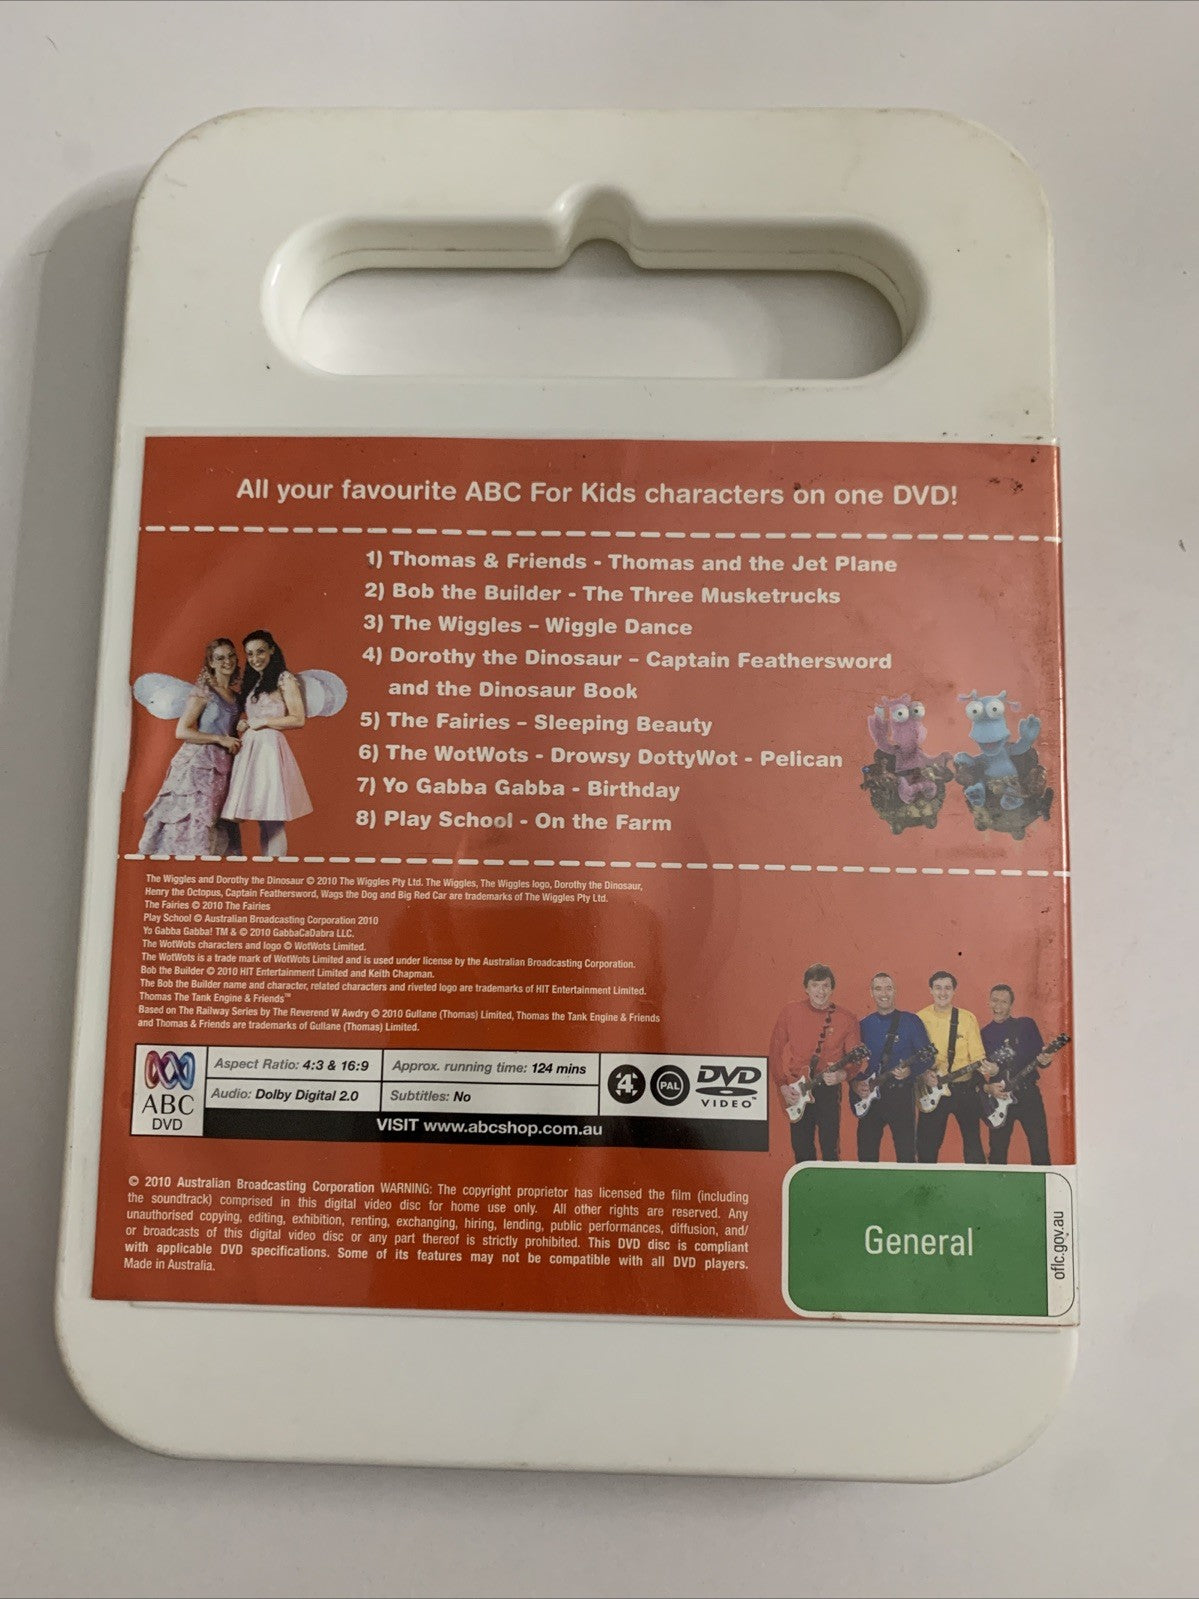 All your favourite ABC For Kids characters on one DVD!
1) Thomas & Friends - Thomas and the Jet Plane
2) Bob the Builder - The Three Musketrucks
3) The Wiggles – Wiggle Dance
4) Dorothy the Dinosaur – Captain Feathersword
and the Dinosaur Book
5) The Fairies – Sleeping Beauty
6) The WotWots - Drowsy DottyWot - Pelican
7) Yo Gabba Gabba - Birthday
8) Play School - On the Farm
The Wiggles and Dorothy the Dinosaur © 2010 The Wiggles Pty Ltd. The Wiggles, The Wiggles logo, Dorothy the Dinosaur,
Henry the Octopus, Captain Feathersword, Wags the Dog and Big Red Car are trademarks of The Wiggles Pty Ltd.
The Fairies © 2010 The Fairies
Play School © Australian Broadcasting Corporation 2010
Yo Gabba Gabba! TM & © 2010 GabbaCaDabra LLC.
The WotWots characters and logo © WotWots Limited.
The WotWots is a trade mark of WotWots Limited and is used under license by the Australian Broadcasting Corporation.
Bob the Builder © 2010 HIT Entertainment Limited and Keith Chapman.
The Bob the Builder name and character, related characters and riveted logo are trademarks of HIT Entertainment Limited.
Thomas The Tank Engine & Friends™
Based on The Railway Series by The Reverend W Awdry © 2010 Gullane (Thomas) Limited, Thomas the Tank Engine & Friends
and Thomas & Friends are trademarks of Gullane (Thomas) Limited.
ABC
DVD
Aspect Ratio: 4:3 & 16:9
Approx. running time: 124 mins
Audio: Dolby Digital 2.0
Subtitles: No
4
PAL
DVD
VIDEO™
VISIT www.abcshop.com.au
© 2010 Australian Broadcasting Corporation WARNING: The copyright proprietor has licensed the film (including
the soundtrack) comprised in this digital video disc for home use only. All other rights are reserved. Any
unauthorised copying, editing, exhibition, renting, exchanging, hiring, lending, public performances, diffusion, and/
or broadcasts of this digital video disc or any part thereof is strictly prohibited. This DVD disc is compliant
with applicable DVD specifications. Some of its features may not be compatible with all DVD players.
Made in Australia.
General
oflc.gov.au